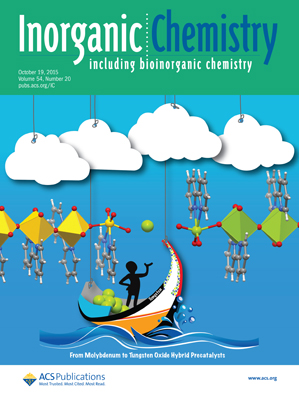 Inorganic Chemistry
including bioinorganic chemistry
October 19, 2015
Volume 54, Number 20
pubs.acs.org/IC
From Molybdenum to Tungsten Oxide Hybrid Precatalysts
ACS Publications
Most Trusted. Most Cited. Most Read.
www.acs.org